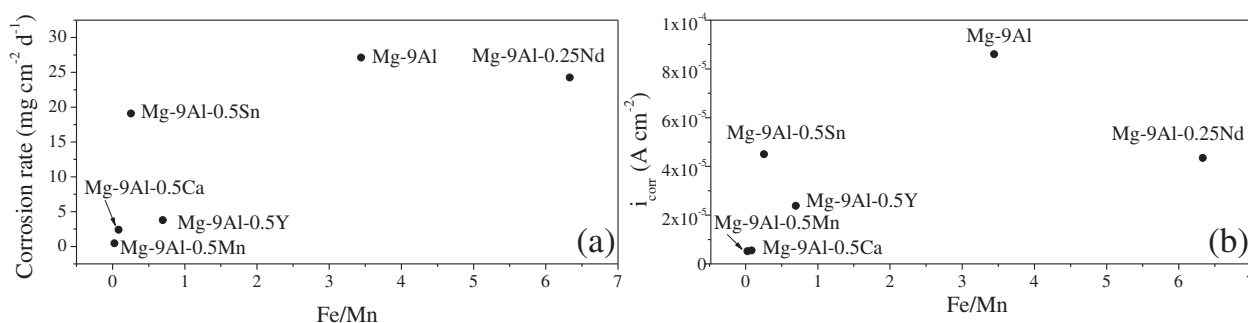 30
25
20
15
10
5
0
Corrosion rate (mg cm⁻² d⁻¹)
Mg-9Al
Mg-9Al-0.25Nd
Mg-9Al-0.5Sn
Mg-9Al-0.5Ca
Mg-9Al-0.5Y
Mg-9Al-0.5Mn
(a)
0 1 2 3 4 5 6 7
Fe/Mn
1x10⁻⁴
8x10⁻⁵
6x10⁻⁵
4x10⁻⁵
2x10⁻⁵
0
i_corr (A cm⁻²)
Mg-9Al
Mg-9Al-0.5Sn
Mg-9Al-0.25Nd
Mg-9Al-0.5Y
Mg-9Al-0.5Mn
Mg-9Al-0.5Ca
(b)
0 1 2 3 4 5 6 7
Fe/Mn